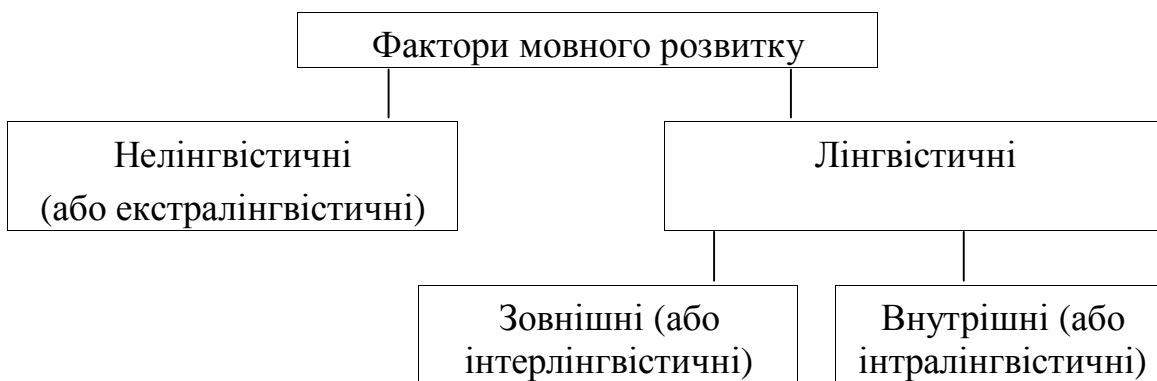 Фактори мовного розвитку
Нелінгвістичні
(або екстралінгвістичні)
Лінгвістичні
Зовнішні (або
інтерлінгвістичні)
Внутрішні (або
інтралінгвістичні)